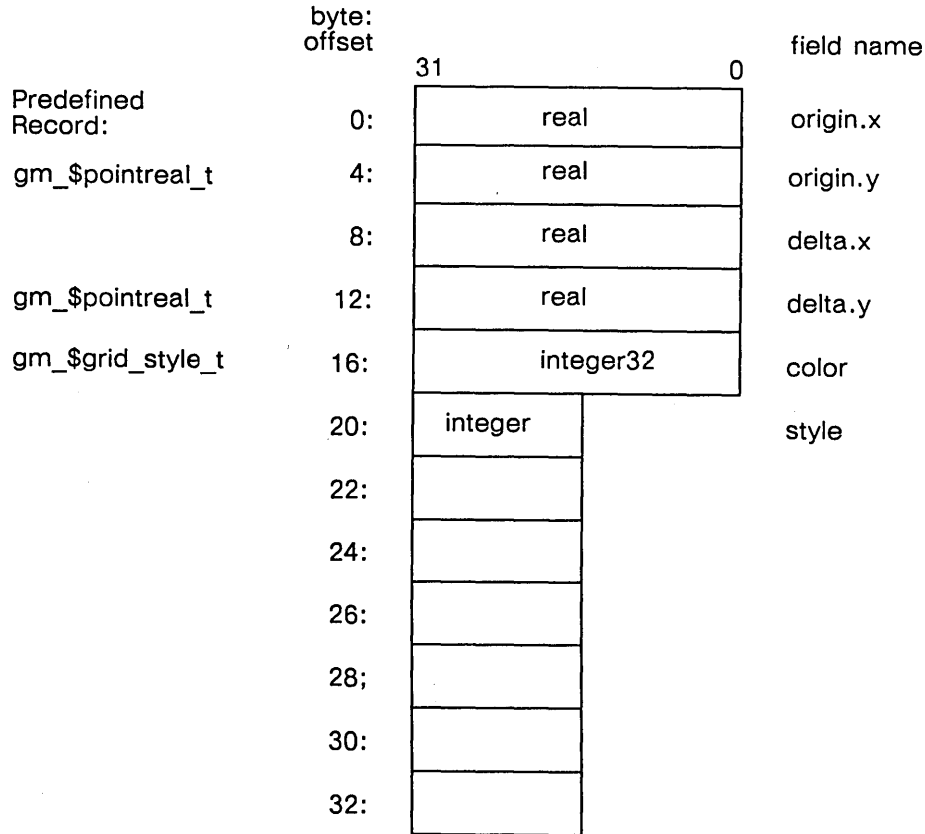 byte:
offset
field name
31 0
Predefined
Record:
0: real origin.x
gm_$pointreal_t 4: real origin.y
8: real delta.x
gm_$pointreal_t 12: real delta.y
gm_$grid_style_t 16: integer32 color
20: integer style
22:
24:
26:
28;
30:
32: